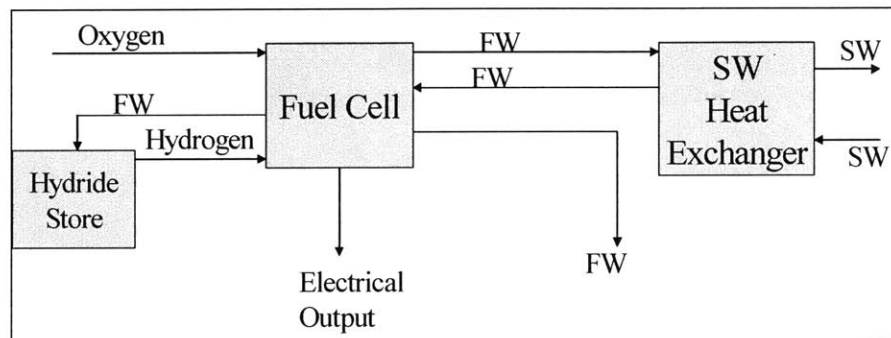 Oxygen
FW
SW
FW
SW
Heat
Exchanger
SW
FW
Fuel Cell
Hydrogen
Hydride
Store
FW
Electrical
Output